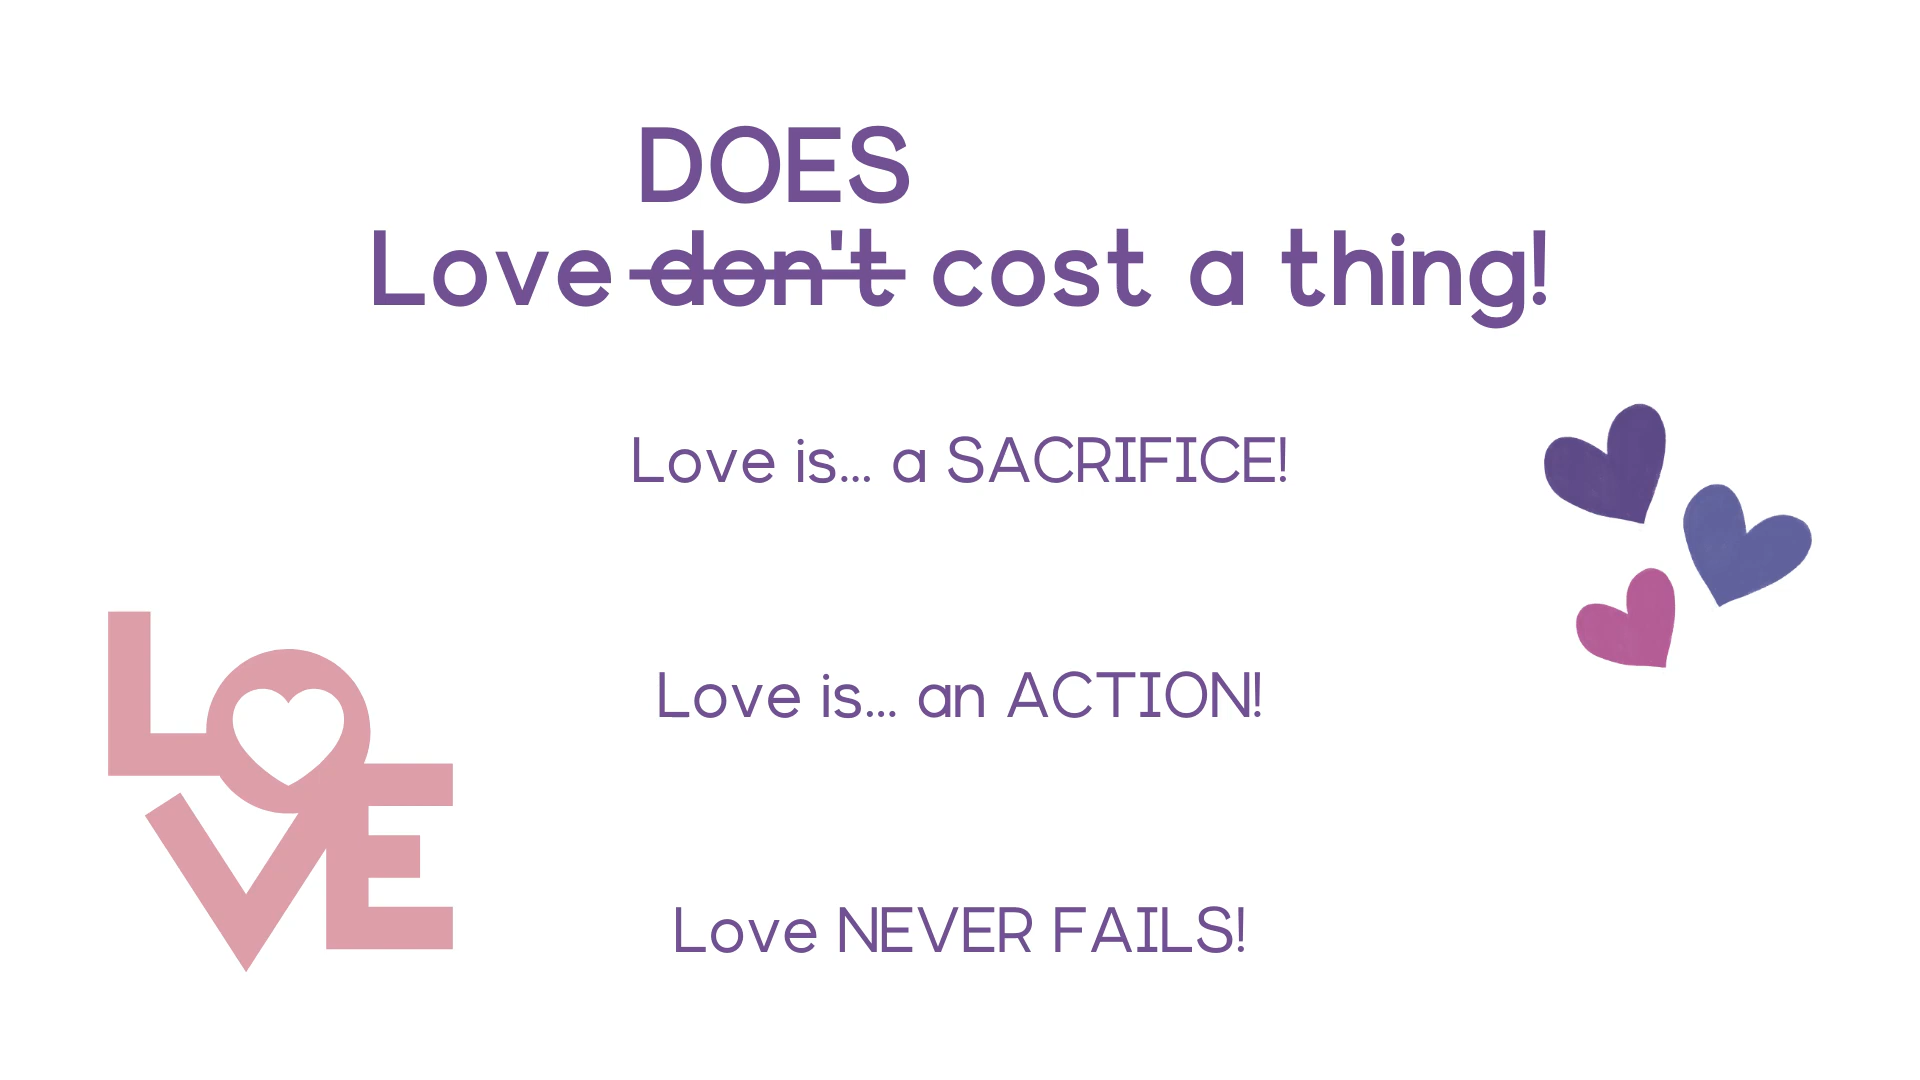 DOES
Love don't cost a thing!
Love is... a SACRIFICE!
Love is... an ACTION!
LOVE
Love NEVER FAILS!